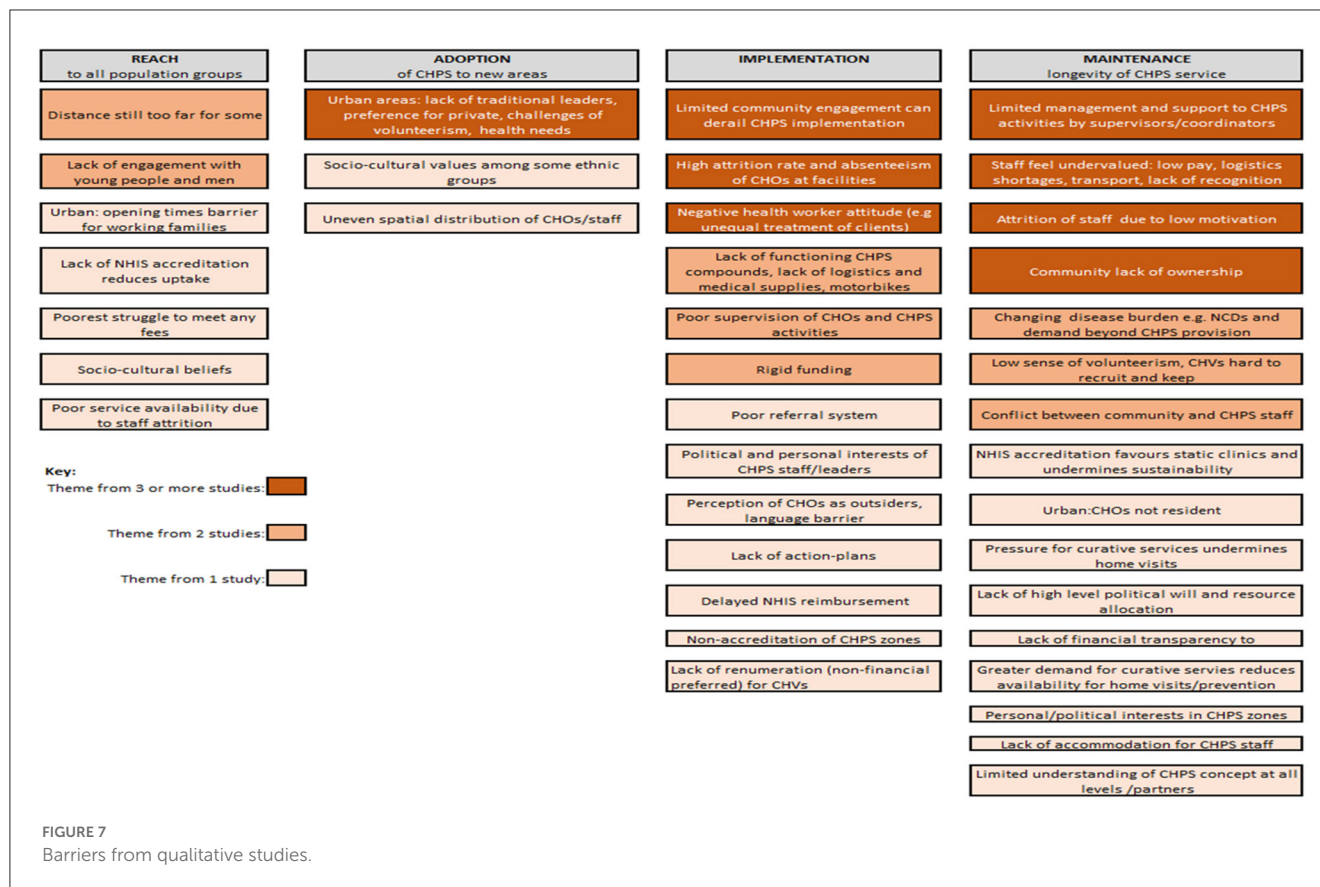 REACH
to all population groups
Distance still too far for some
Lack of engagement with
young people and men
Urban: opening times barrier
for working families
Lack of NHIS accreditation
reduces uptake
Poorest struggle to meet any
fees
Socio-cultural beliefs
Poor service availability due
to staff attrition
Key:
Theme from 3 or more studies:
Theme from 2 studies:
Theme from 1 study:
ADOPTION
of CHPS to new areas
Urban areas: lack of traditional leaders,
preference for private, challenges of
volunteerism, health needs
Socio-cultural values among some ethnic
groups
Uneven spatial distribution of CHOs/staff
IMPLEMENTATION
Limited community engagement can
derail CHPS implementation
High attrition rate and absenteeism
of CHOs at facilities
Negative health worker attitude (e.g
unequal treatment of clients)
Lack of functioning CHPS
compounds, lack of logistics and
medical supplies, motorbikes
Poor supervision of CHOs and CHPS
activities
Rigid funding
Poor referral system
Political and personal interests of
CHPS staff/leaders
Perception of CHOs as outsiders,
language barrier
Lack of action-plans
Delayed NHIS reimbursement
Non-accreditation of CHPS zones
Lack of renumeration (non-financial
preferred) for CHVs
MAINTENANCE
longevity of CHPS service
Limited management and support to CHPS
activities by supervisors/coordinators
Staff feel undervalued: low pay, logistics
shortages, transport, lack of recognition
Attrition of staff due to low motivation
Community lack of ownership
Changing disease burden e.g. NCDs and
demand beyond CHPS provision
Low sense of volunteerism, CHVs hard to
recruit and keep
Conflict between community and CHPS staff
NHIS accreditation favours static clinics and
undermines sustainability
Urban:CHOs not resident
Pressure for curative services undermines
home visits
Lack of high level political will and resource
allocation
Lack of financial transparency to
Greater demand for curative servies reduces
availability for home visits/prevention
Personal/political interests in CHPS zones
Lack of accommodation for CHPS staff
Limited understanding of CHPS concept at all
levels /partners
FIGURE 7
Barriers from qualitative studies.